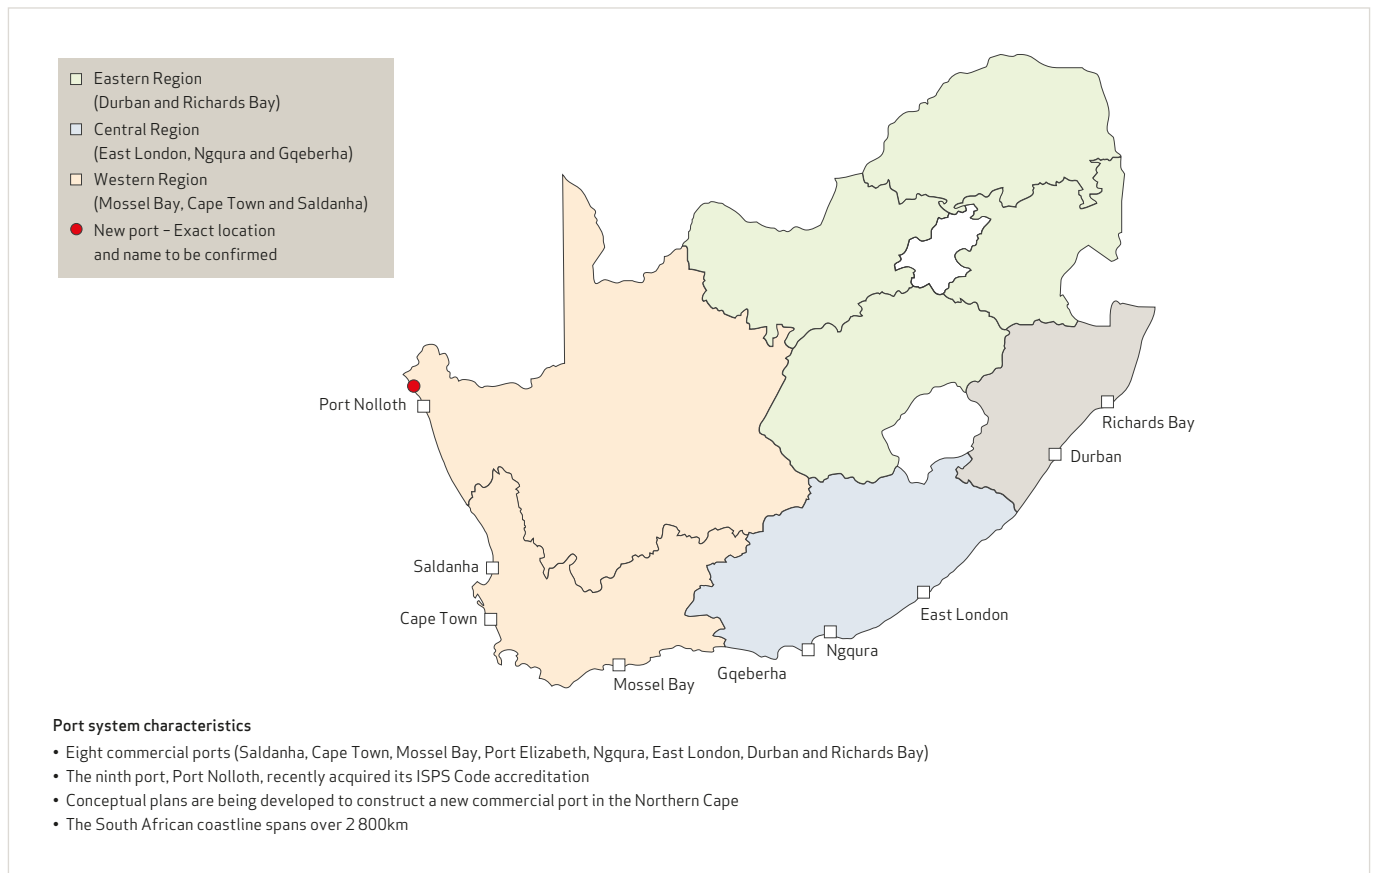 Eastern Region
(Durban and Richards Bay)
Central Region
(East London, Ngqura and Gqeberha)
Western Region
(Mossel Bay, Cape Town and Saldanha)
New port – Exact location
and name to be confirmed
Port Nolloth
Richards Bay
Durban
Saldanha
East London
Cape Town
Ngqura
Gqeberha
Mossel Bay
Port system characteristics
• Eight commercial ports (Saldanha, Cape Town, Mossel Bay, Port Elizabeth, Ngqura, East London, Durban and Richards Bay)
• The ninth port, Port Nolloth, recently acquired its ISPS Code accreditation
• Conceptual plans are being developed to construct a new commercial port in the Northern Cape
• The South African coastline spans over 2 800km